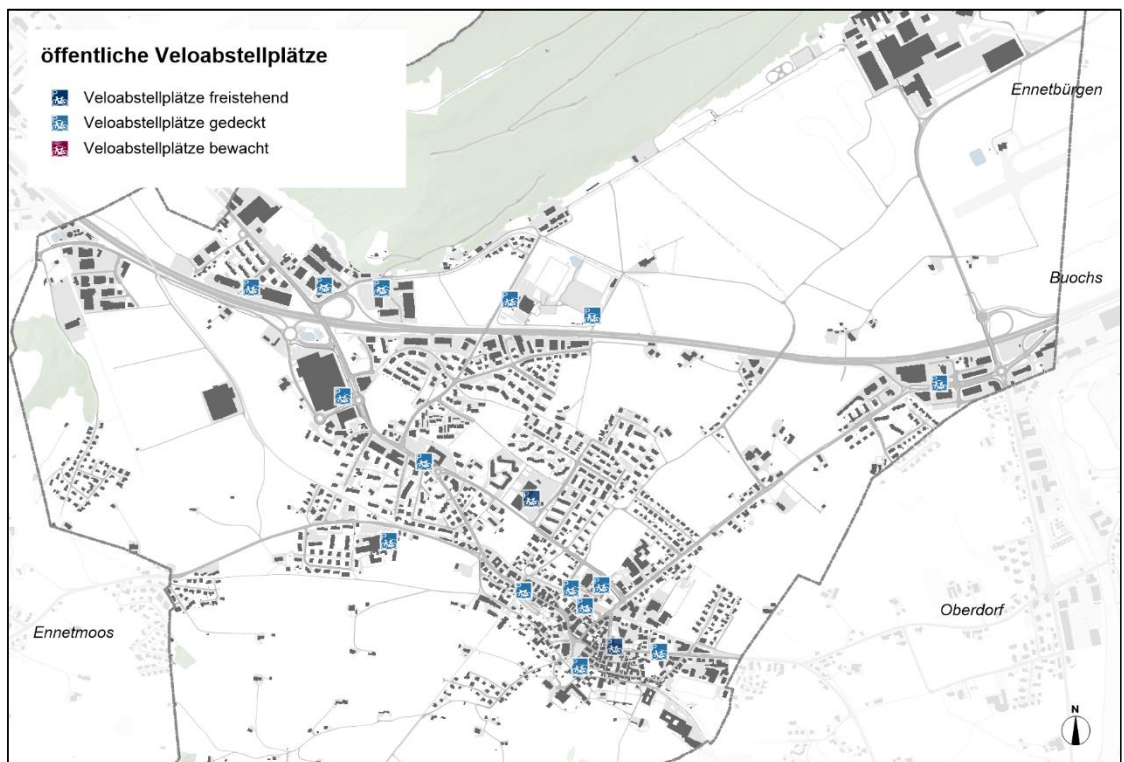 öffentliche Veloabstellplätze
Veloabstellplätze freistehend
Veloabstellplätze gedeckt
Veloabstellplätze bewacht
Ennetbürgen
Buochs
Oberdorf
Ennetmoos
N